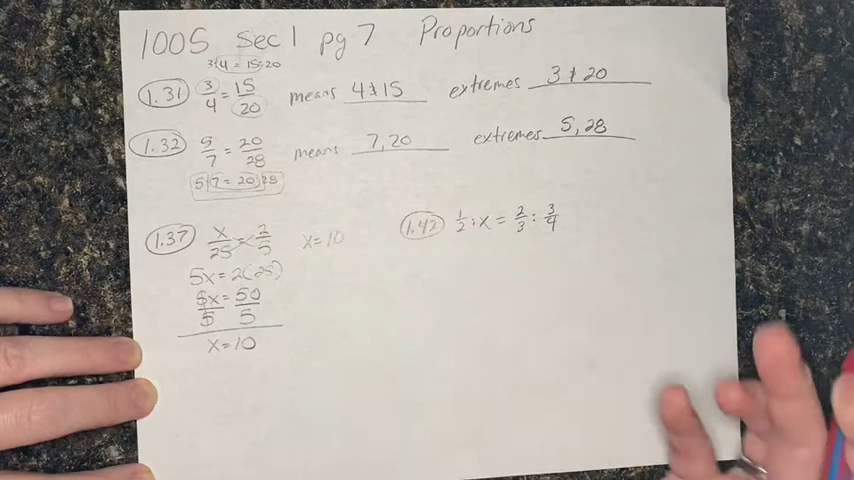 1005 Sec 1 pg 7 Proportions
3:4 = 15:20
1.31 3/4 = 15/20 means 4 & 15 extremes 3 & 20
1.32 5/7 = 20/28 means 7,20 extremes 5, 28
5:7 = 20:28
1.37 x/25 = 2/5 x=10
5x = 2(25)
5x/5 = 50/5
x=10
1.42 1/2 : x = 2/3 : 3/4